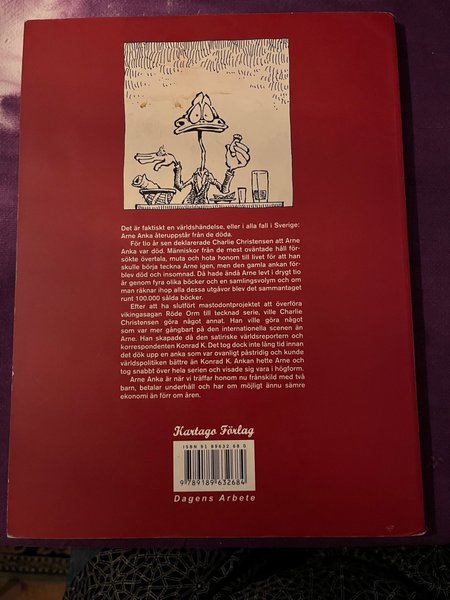 Det är faktiskt en världshändelse, eller i alla fall i Sverige:
Arne Anka återuppstår från de döda.
För tio år sen deklarerade Charlie Christensen att Arne
Anka var död. Människor från de mest oväntade håll för-
sökte övertala, muta och hota honom till livet för att han
skulle börja teckna Arne igen, men den gamla ankan för-
blev död och insomnad. Då hade ändå Arne levt i drygt tio
år genom fyra olika böcker och en samlingsvolym och om
man räknar ihop alla dessa utgåvor blev det sammantaget
runt 100.000 sålda böcker.
Efter att ha slutfört mastodontprojektet att överföra
vikingasagan Röde Orm till tecknad serie, ville Charlie
Christensen göra något annat. Han ville göra något
som var mer gångbart på den internationella scenen än
Arne. Han skapade då den satiriske världsreportern och
korrespondenten Konrad K. Det tog dock inte lång tid innan
det dök upp en anka som var ovanligt påstridig och kunde
världspolitiken bättre än Konrad K. Ankan hette Arne och
tog snabbt över hela serien och visade sig vara i högform.
Arne Anka är när vi träffar honom nu frånskild med två
barn, betalar underhåll och har om möjligt ännu sämre
ekonomi än förr om åren.
Kartago Förlag
ISBN 91 89632 68 0
9 789189 632684
Dagens Arbete